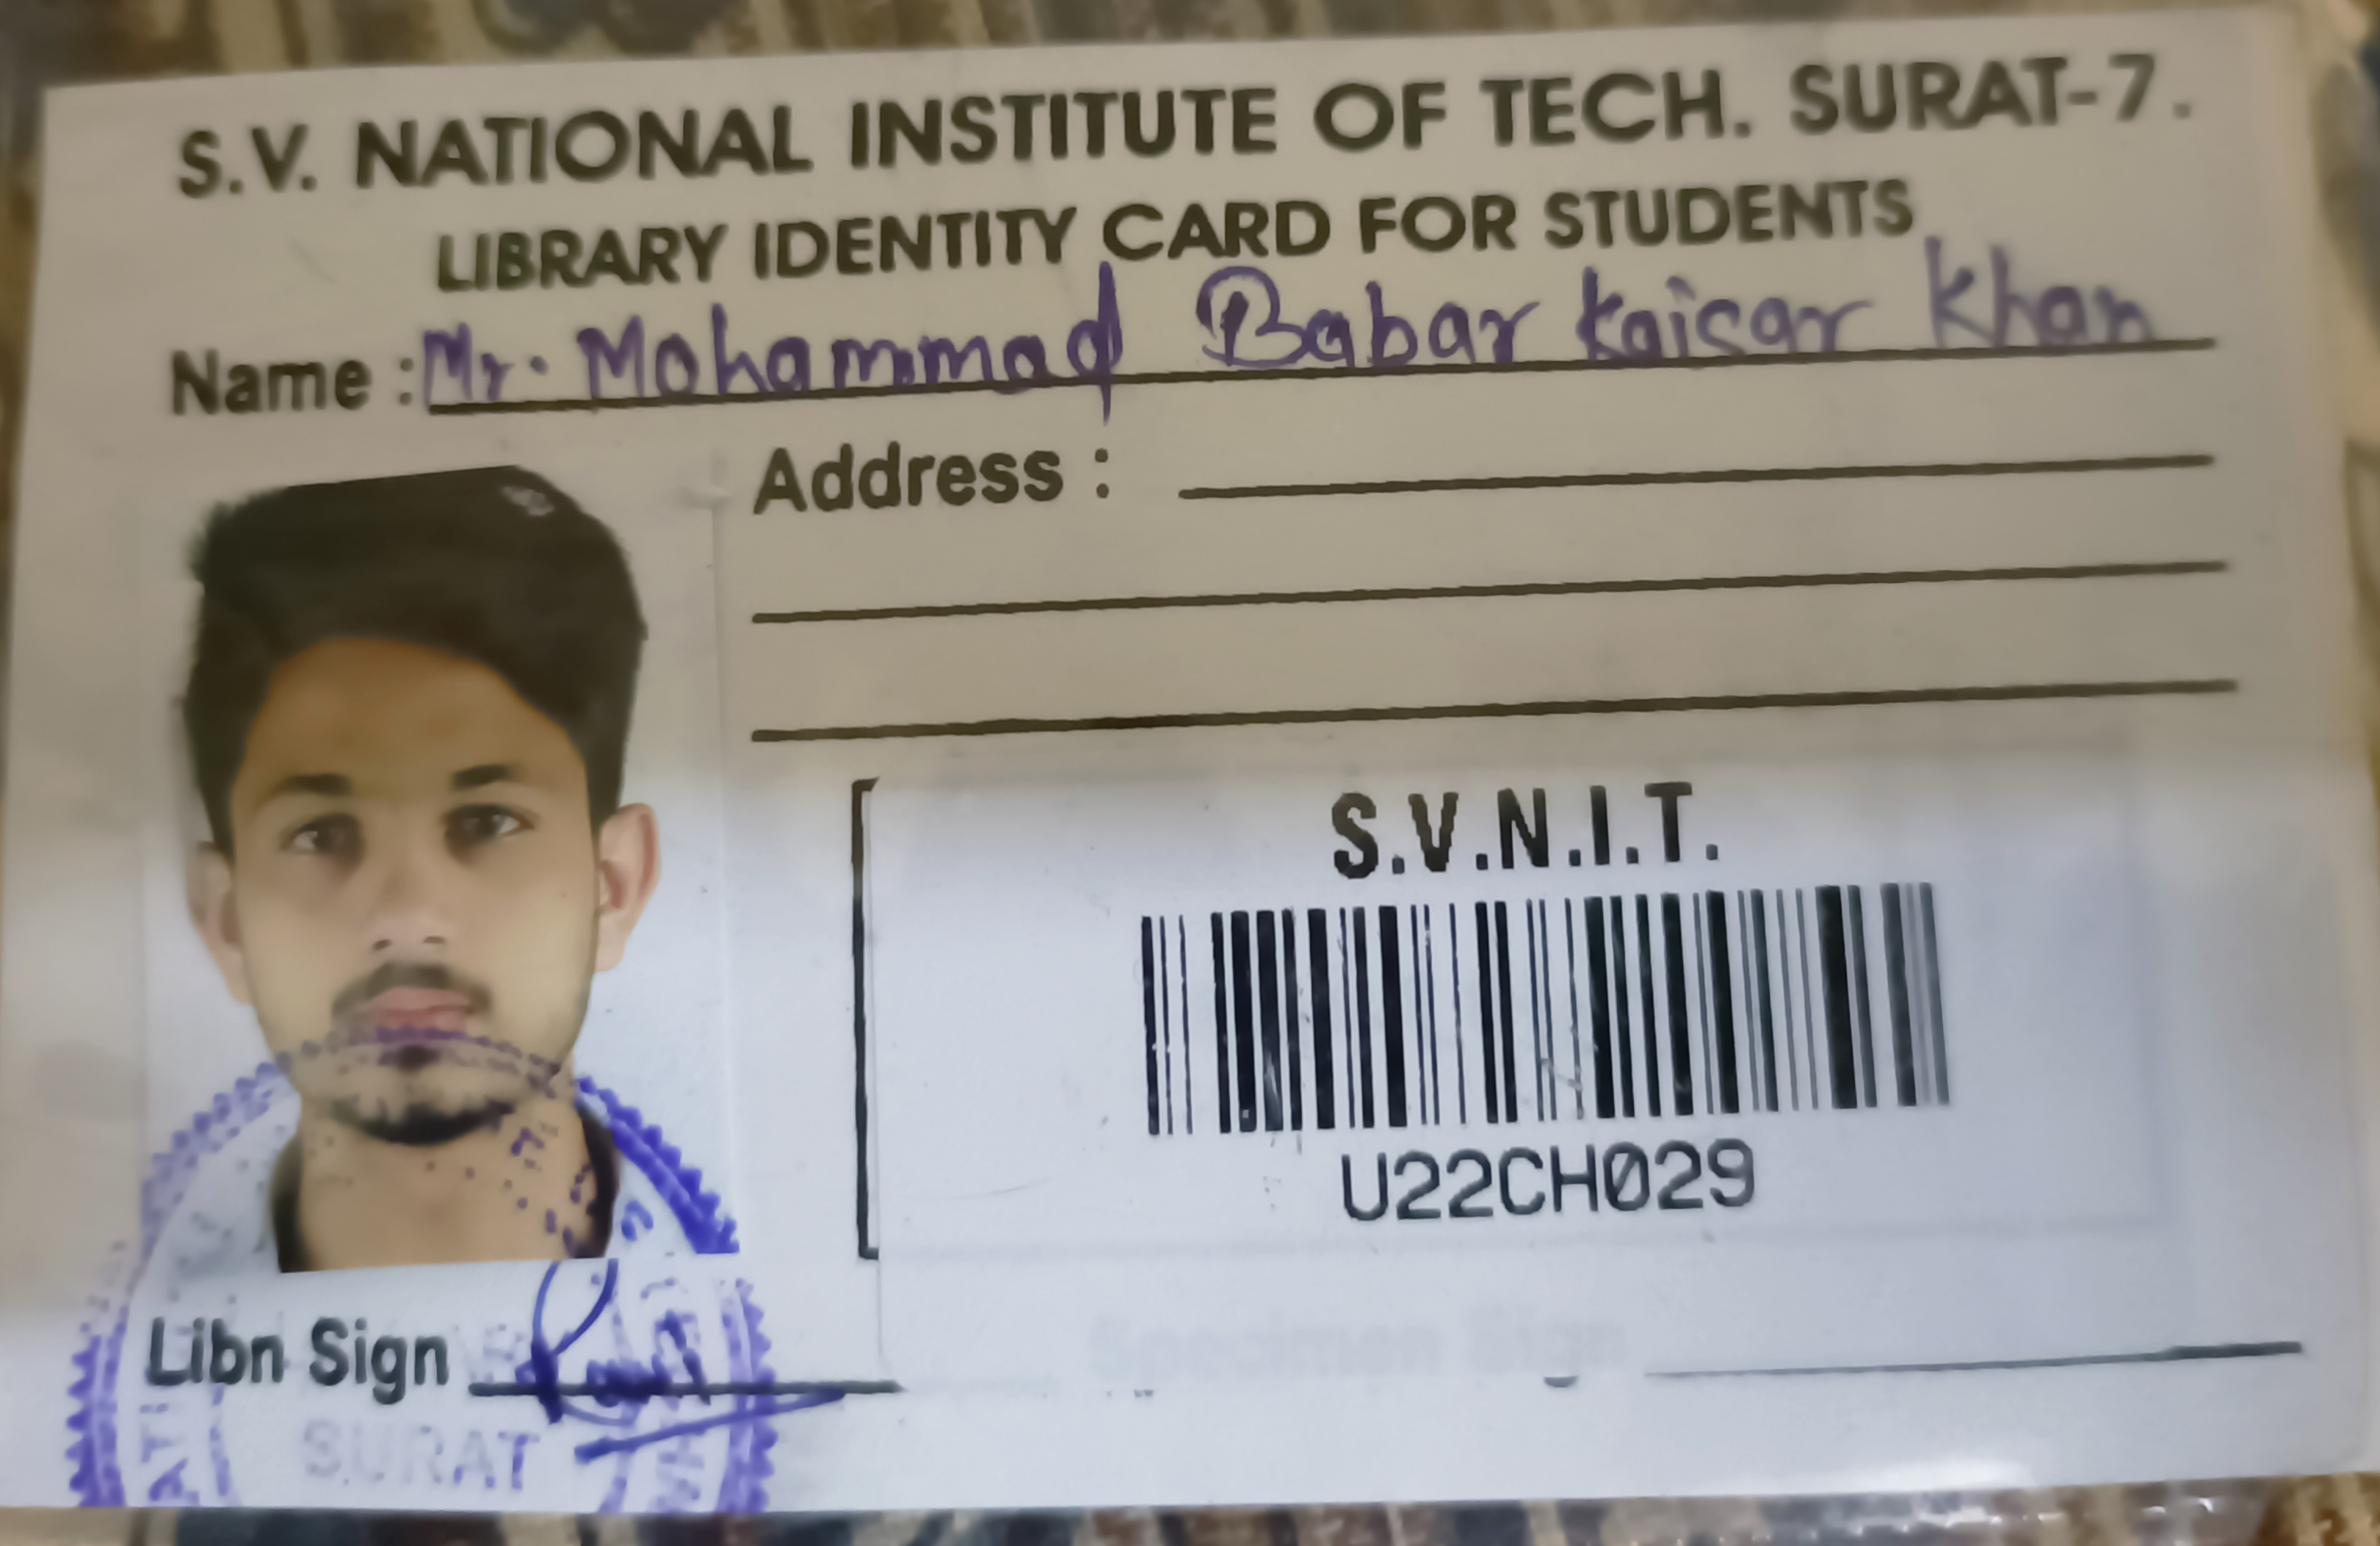 S.V. NATIONAL INSTITUTE OF TECH. SURAT-7.
LIBRARY IDENTITY CARD FOR STUDENTS
Name : Mr. Mohammad Babar Kaisar Khan
Address :
S.V.N.I.T.
U22CH029
Libn Sign
Specimen Sign
SURAT